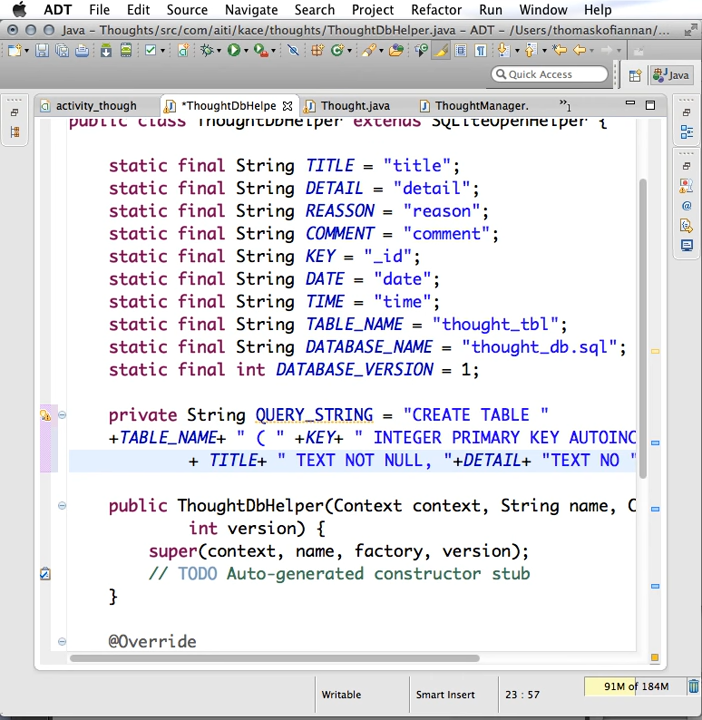 ADT File Edit Source Navigate Search Project Refactor Run Window Help
Java – Thoughts/src/com/aiti/kace/thoughts/ThoughtDbHelper.java – ADT – /Users/thomaskofiannan/...
Quick Access
Java
activity_though
*ThoughtDbHelpe
Thought.java
ThoughtManager.
»1
public class ThoughtDbHelper extends SQLiteOpenHelper {
static final String TITLE = "title";
static final String DETAIL = "detail";
static final String REASSON = "reason";
static final String COMMENT = "comment";
static final String KEY = "_id";
static final String DATE = "date";
static final String TIME = "time";
static final String TABLE_NAME = "thought_tbl";
static final String DATABASE_NAME = "thought_db.sql";
static final int DATABASE_VERSION = 1;
private String QUERY_STRING = "CREATE TABLE "
+TABLE_NAME+ " ( " +KEY+ " INTEGER PRIMARY KEY AUTOINC
+ TITLE+ " TEXT NOT NULL, "+DETAIL+ "TEXT NO "
public ThoughtDbHelper(Context context, String name, C
int version) {
super(context, name, factory, version);
// TODO Auto-generated constructor stub
}
@Override
Writable
Smart Insert
23 : 57
91M of 184M